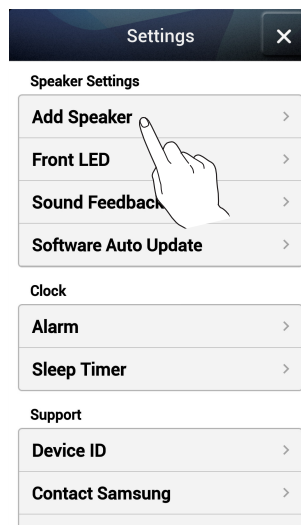 Settings
Speaker Settings
Add Speaker
Front LED
Sound Feedback
Software Auto Update
Clock
Alarm
Sleep Timer
Support
Device ID
Contact Samsung